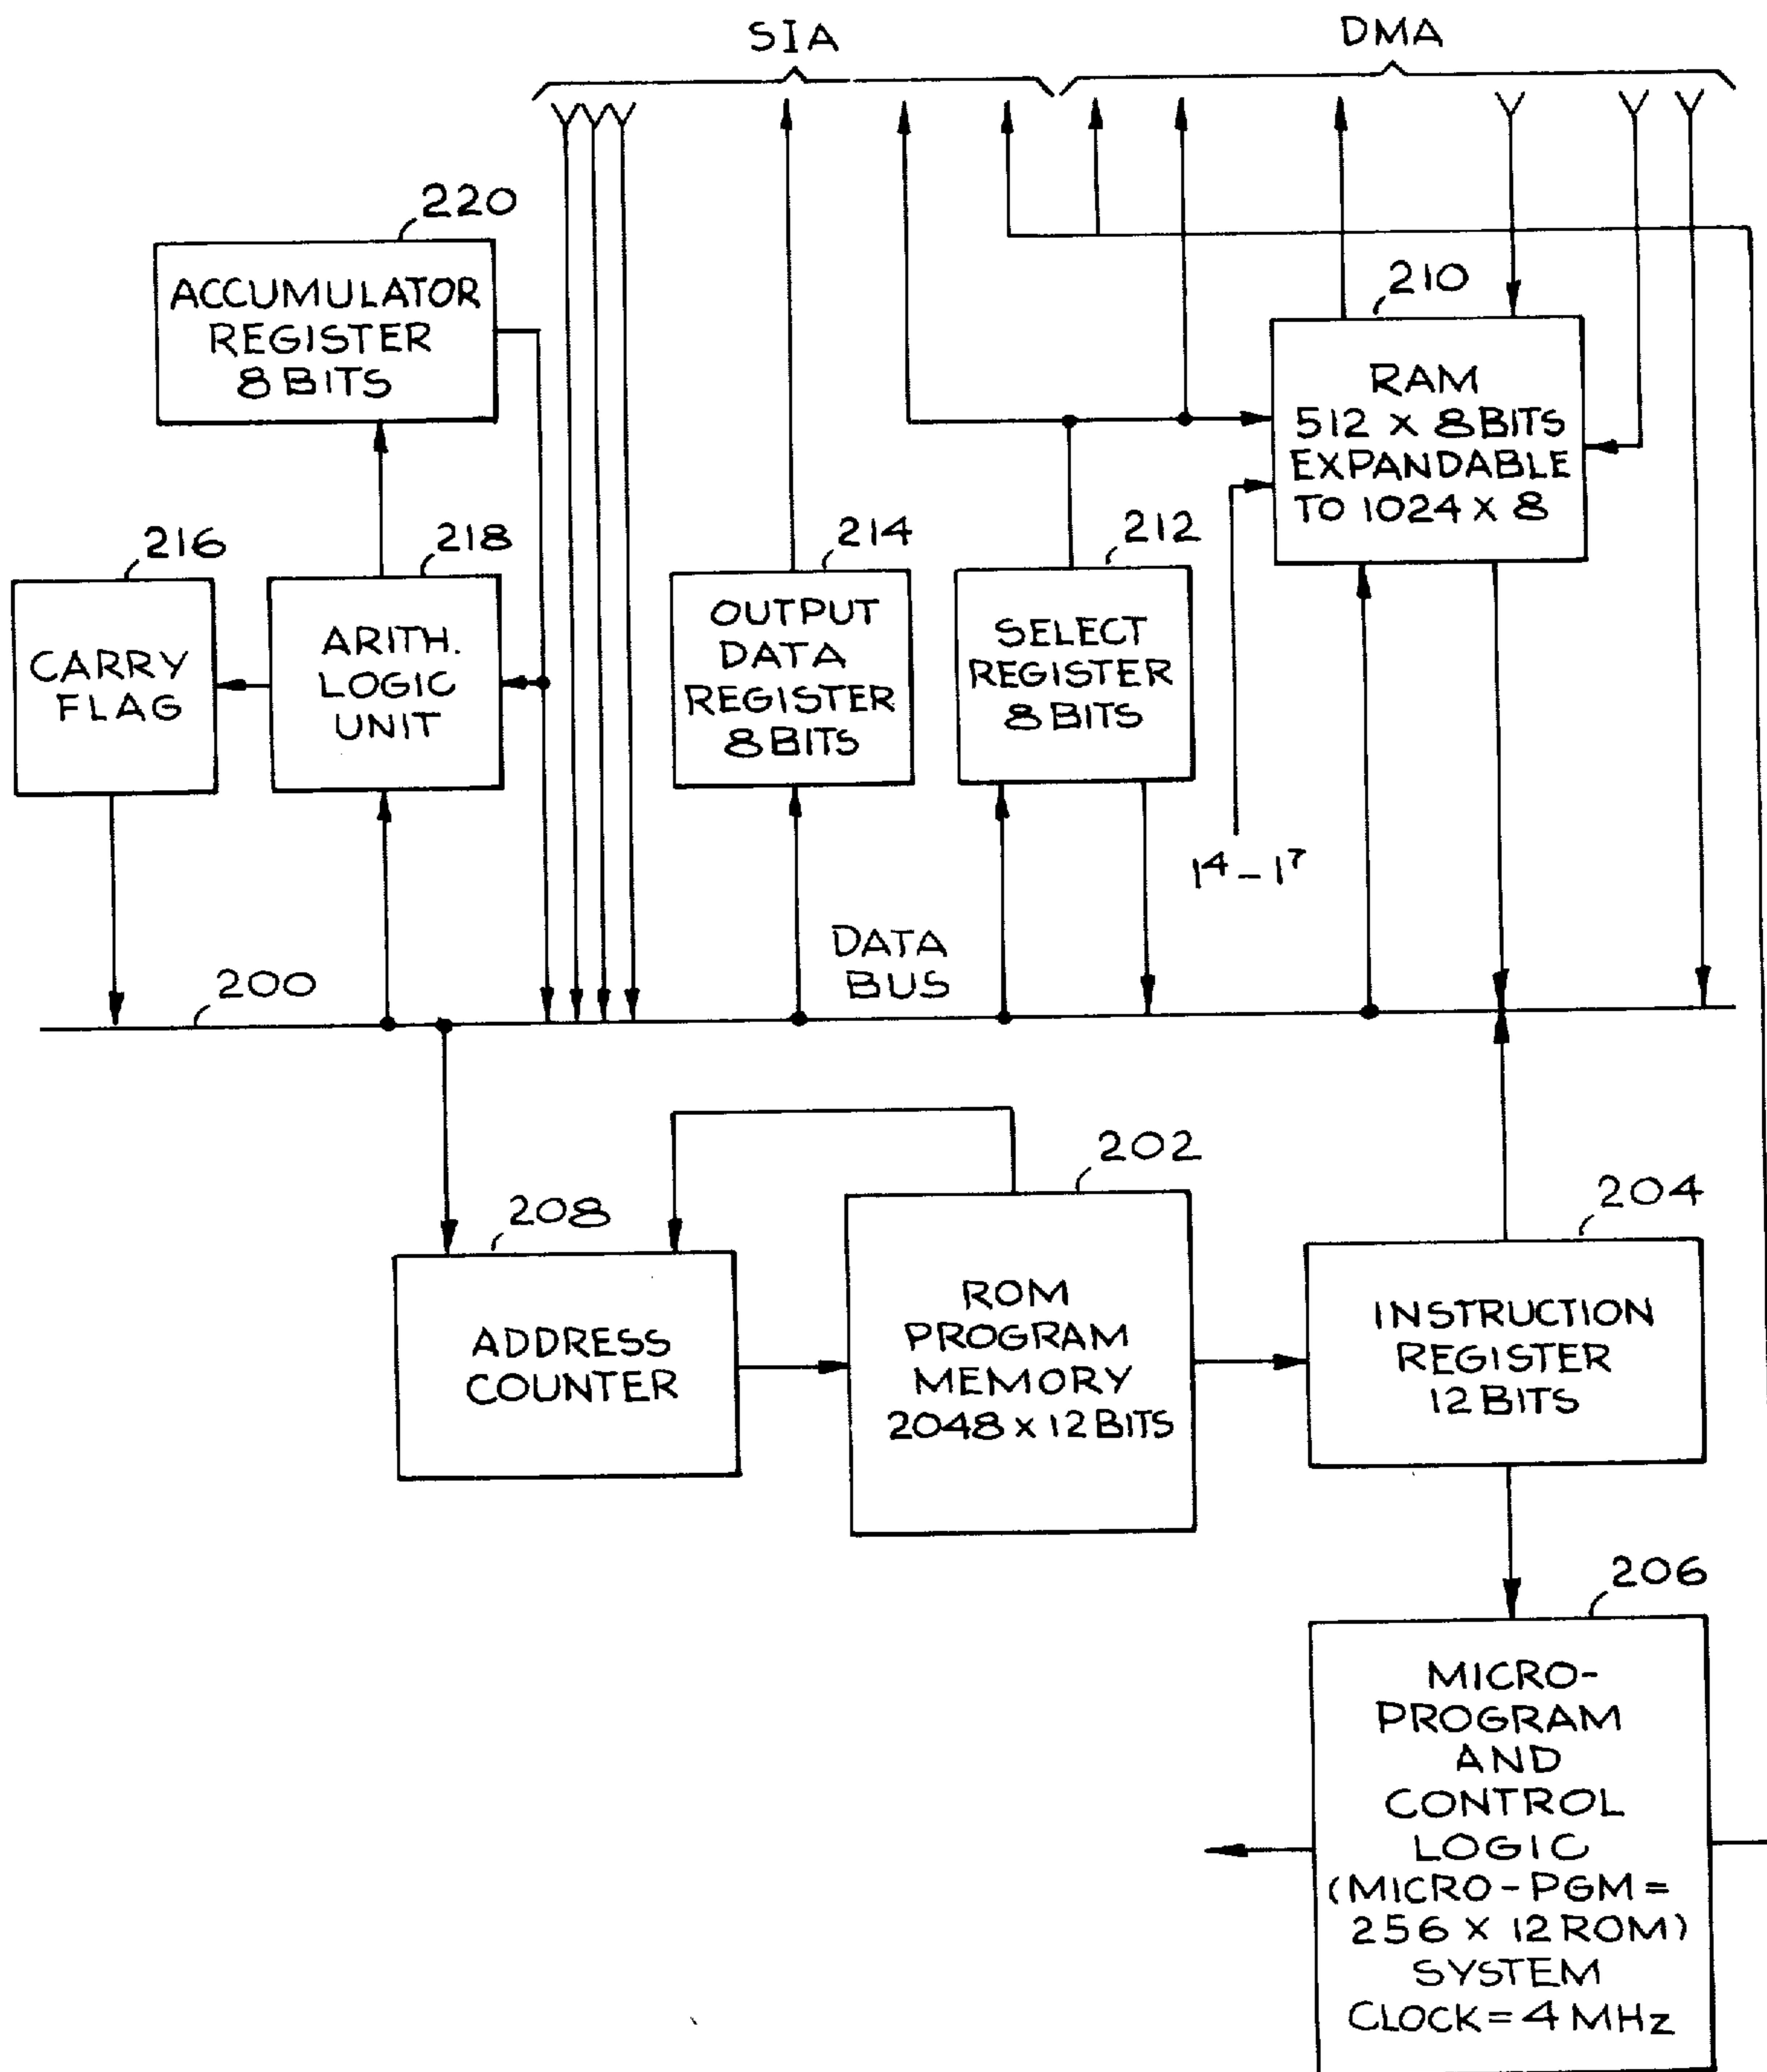 SIA
DMA
220
ACCUMULATOR
REGISTER
8 BITS
210
RAM
512 X 8 BITS
EXPANDABLE
TO 1024 X 8
216
CARRY
FLAG
218
ARITH.
LOGIC
UNIT
214
OUTPUT
DATA
REGISTER
8 BITS
212
SELECT
REGISTER
8 BITS
1⁴ – 1⁷
DATA
BUS
200
208
ADDRESS
COUNTER
202
ROM
PROGRAM
MEMORY
2048 X 12 BITS
204
INSTRUCTION
REGISTER
12 BITS
206
MICRO-
PROGRAM
AND
CONTROL
LOGIC
(MICRO-PGM =
256 X 12 ROM)
SYSTEM
CLOCK = 4 MHz